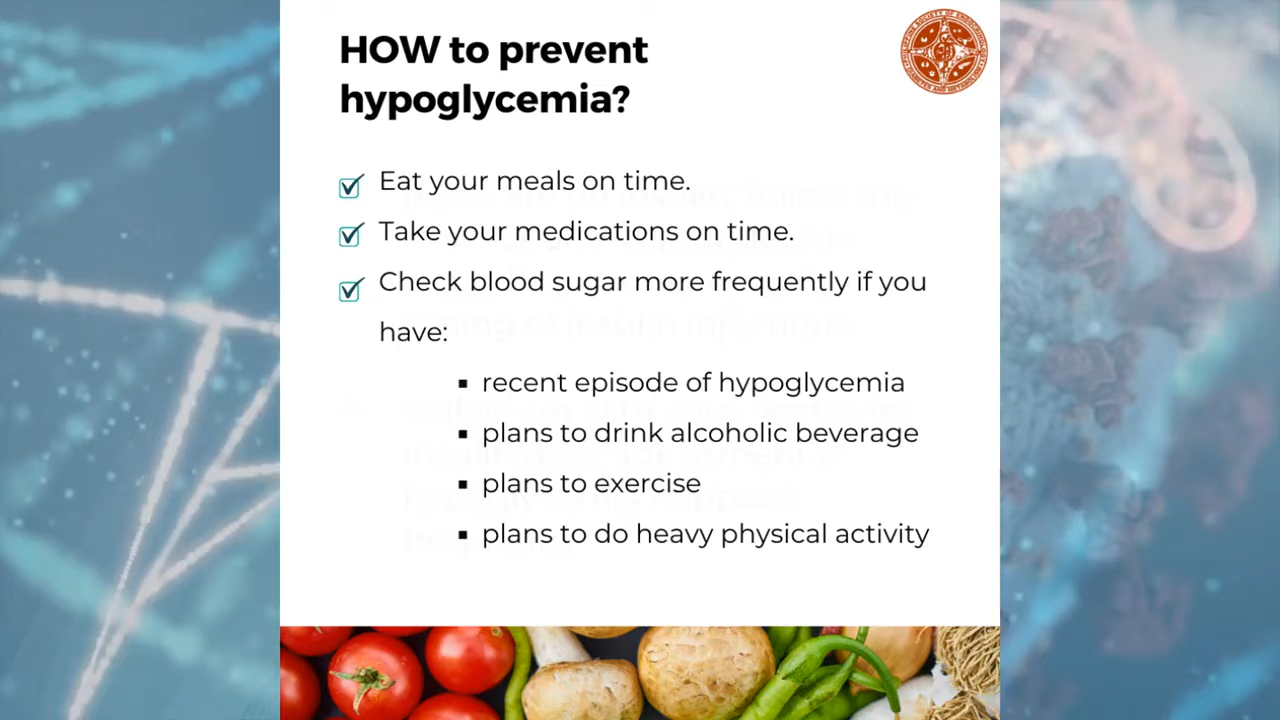 HOW to prevent
hypoglycemia?
Eat your meals on time.
Take your medications on time.
Check blood sugar more frequently if you
have:
recent episode of hypoglycemia
plans to drink alcoholic beverage
plans to exercise
plans to do heavy physical activity